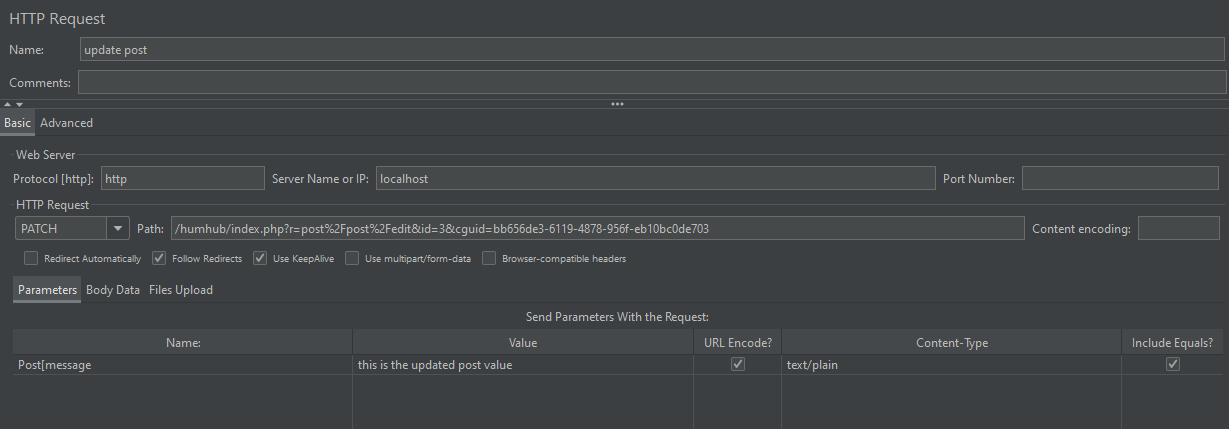 HTTP Request
Name: update post
Comments:
Basic Advanced
Web Server
Protocol [http]: http Server Name or IP: localhost Port Number:
HTTP Request
PATCH Path: /humhub/index.php?r=post%2Fpost%2Fedit&id=3&cguid=bb656de3-6119-4878-956f-eb10bc0de703 Content encoding:
Redirect Automatically Follow Redirects Use KeepAlive Use multipart/form-data Browser-compatible headers
Parameters Body Data Files Upload
Send Parameters With the Request:
Name: Value URL Encode? Content-Type Include Equals?
Post[message this is the updated post value text/plain